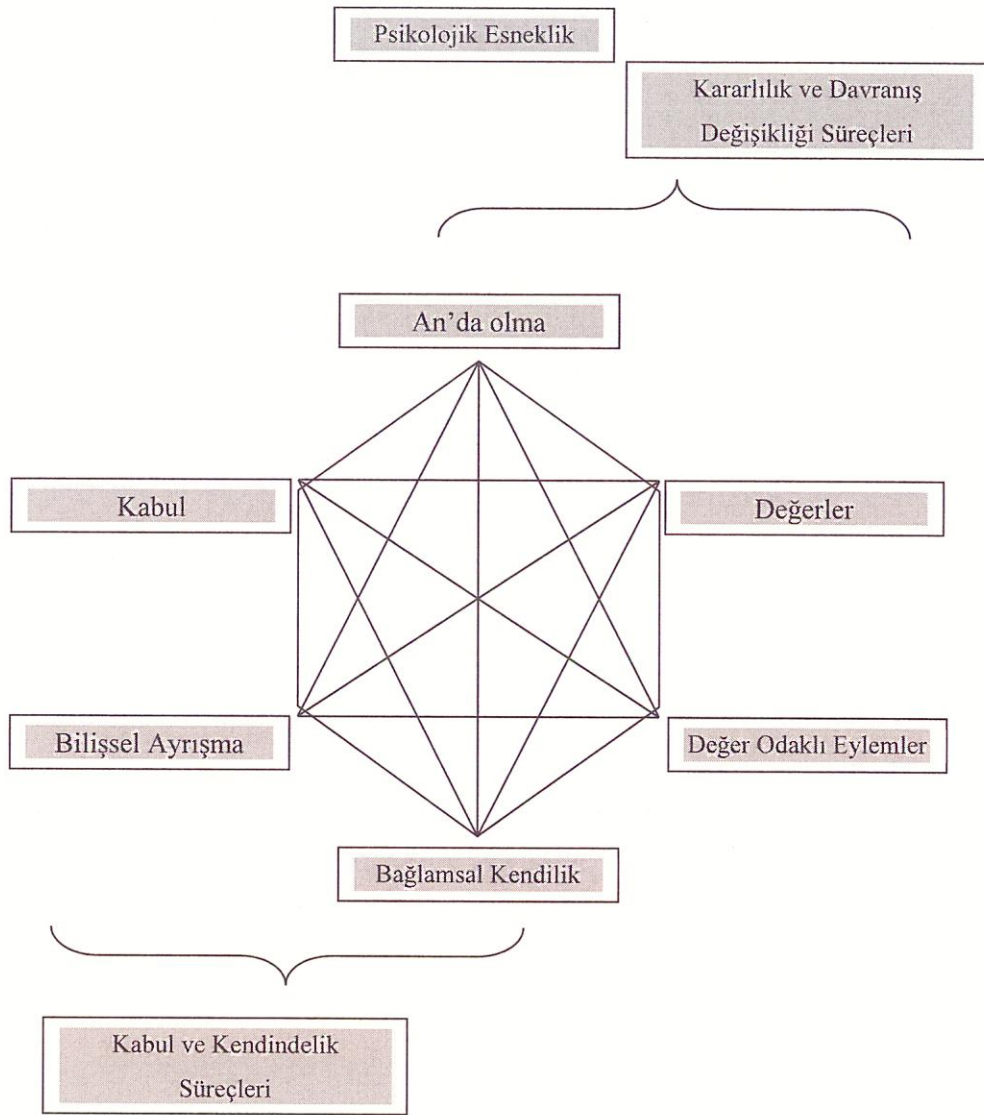 Psikolojik Esneklik
Kararlılık ve Davranış
Değişikliği Süreçleri
An’da olma
Kabul
Değerler
Bilişsel Ayrışma
Değer Odaklı Eylemler
Bağlamsal Kendilik
Kabul ve Kendindelik
Süreçleri